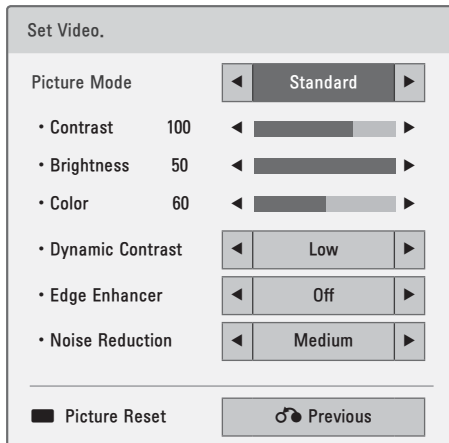 Set Video.
Picture Mode ◀ Standard ▶
• Contrast 100 ◀ ▶
• Brightness 50 ◀ ▶
• Color 60 ◀ ▶
• Dynamic Contrast ◀ Low ▶
• Edge Enhancer ◀ Off ▶
• Noise Reduction ◀ Medium ▶
Picture Reset Previous